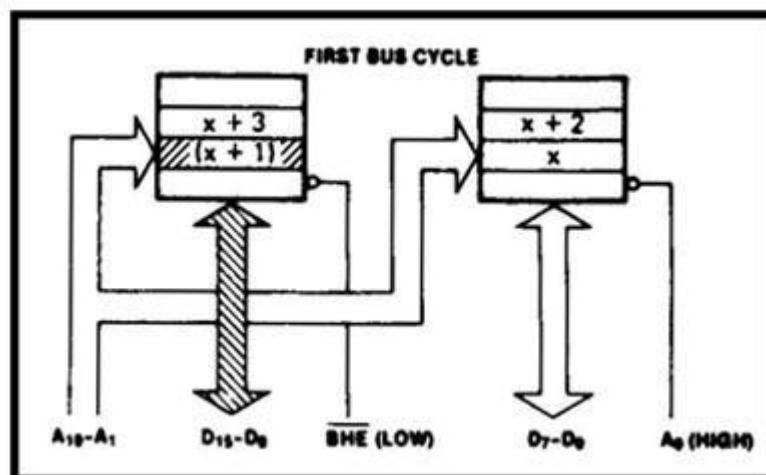 FIRST BUS CYCLE
x + 3
(x + 1)
x + 2
x
A19-A1
D15-D8
BHE (LOW)
D7-D0
A0 (HIGH)